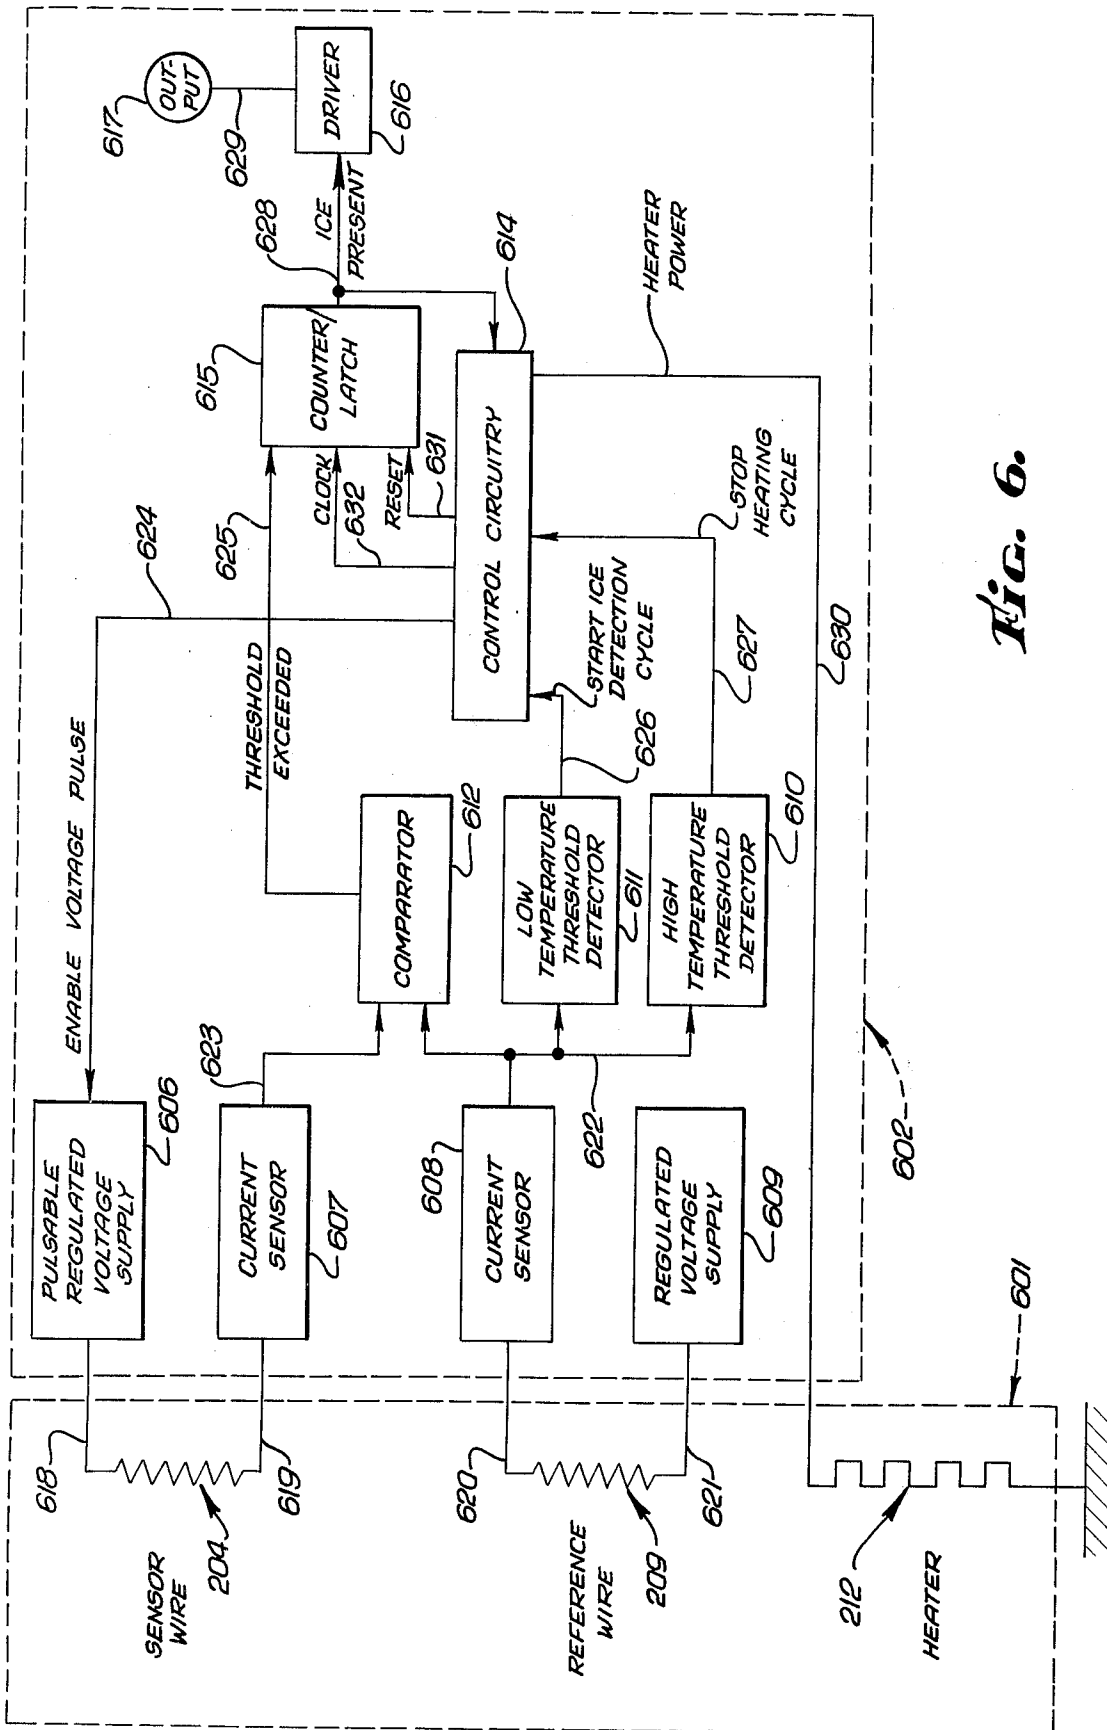 SENSOR
WIRE
204
618
619
REFERENCE
WIRE
209
620
621
HEATER
212
601
602
PULSABLE
REGULATED
VOLTAGE
SUPPLY
606
CURRENT
SENSOR
607
CURRENT
SENSOR
608
REGULATED
VOLTAGE
SUPPLY
609
623
622
ENABLE VOLTAGE PULSE
624
COMPARATOR
612
THRESHOLD
EXCEEDED
625
LOW
TEMPERATURE
THRESHOLD
DETECTOR
611
HIGH
TEMPERATURE
THRESHOLD
DETECTOR
610
626
START ICE
DETECTION
CYCLE
627
STOP
HEATING
CYCLE
630
CONTROL CIRCUITRY
614
CLOCK
632
RESET
631
COUNTER/
LATCH
615
628
ICE
PRESENT
DRIVER
616
629
OUT-
PUT
617
HEATER
POWER
Fig. 6.